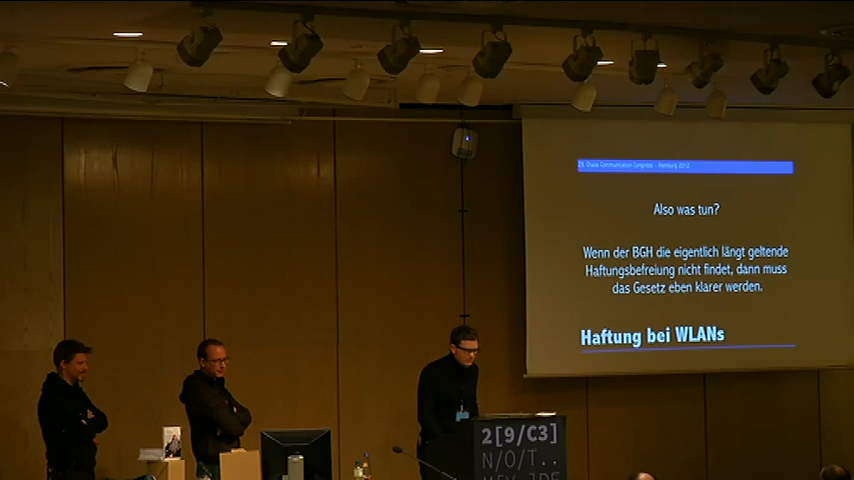 29. Chaos Communication Congress - Hamburg 2012
Also was tun?
Wenn der BGH die eigentlich längt geltende
Haftungsbefreiung nicht findet, dann muss
das Gesetz eben klarer werden.
Haftung bei WLANs
2[9/C3]
N/O/T..